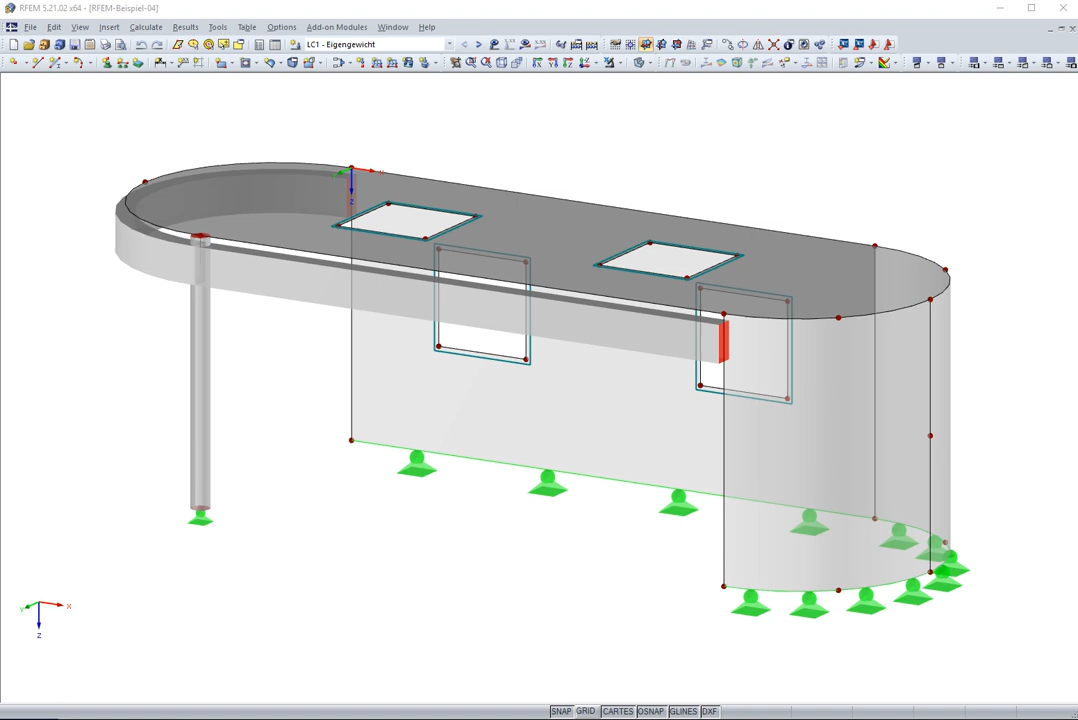 RFEM 5.21.02 x64 - [RFEM-Beispiel-04]
File Edit View Insert Calculate Results Tools Table Options Add-on Modules Window Help
LC1 - Eigengewicht
X
Z
Y
X
Z
SNAP GRID CARTES OSNAP GLINES DXF